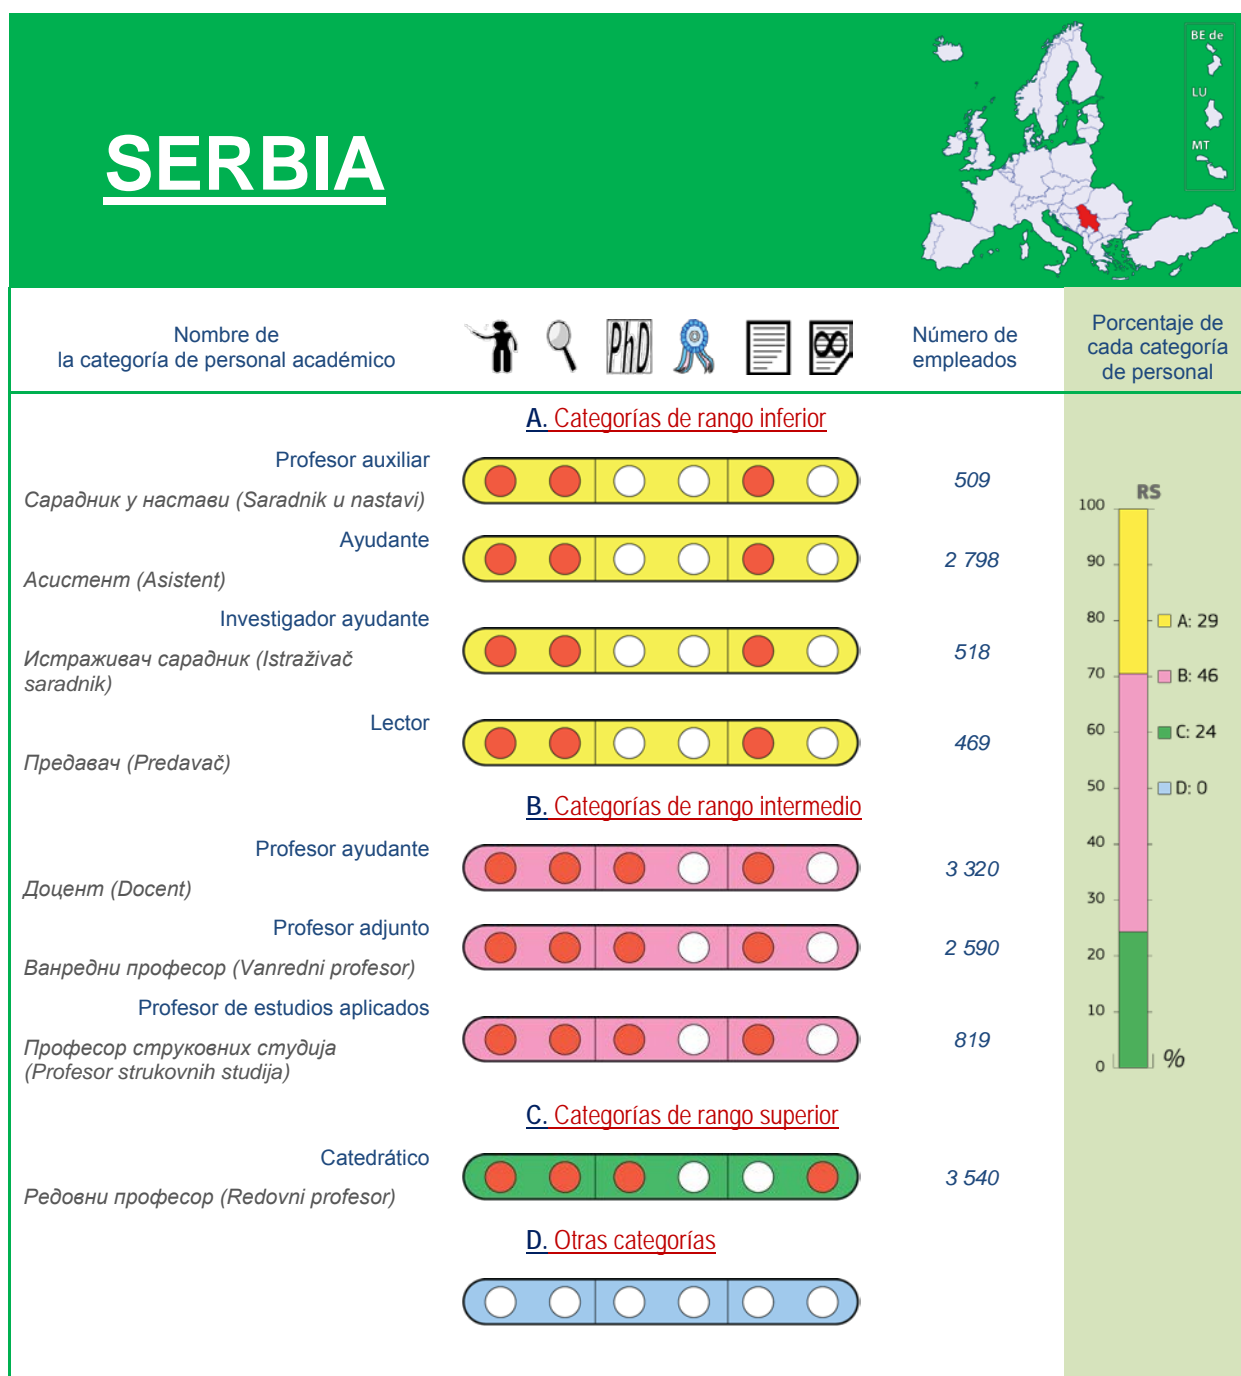 BE de
LU
MT
SERBIA
Nombre de
la categoría de personal académico
PhD
Número de
empleados
Porcentaje de
cada categoría
de personal
A. Categorías de rango inferior
Profesor auxiliar
Сарадник у настави (Saradnik u nastavi)
509
Ayudante
Асистент (Asistent)
2 798
Investigador ayudante
Истраживач сарадник (Istraživač
saradnik)
518
Lector
Предавач (Predavač)
469
B. Categorías de rango intermedio
Profesor ayudante
Доцент (Docent)
3 320
Profesor adjunto
Ванредни професор (Vanredni profesor)
2 590
Profesor de estudios aplicados
Професор струковних студија
(Profesor strukovnih studija)
819
C. Categorías de rango superior
Catedrático
Редовни професор (Redovni profesor)
3 540
D. Otras categorías
RS
100
90
80
70
60
50
40
30
20
10
0
%
A: 29
B: 46
C: 24
D: 0